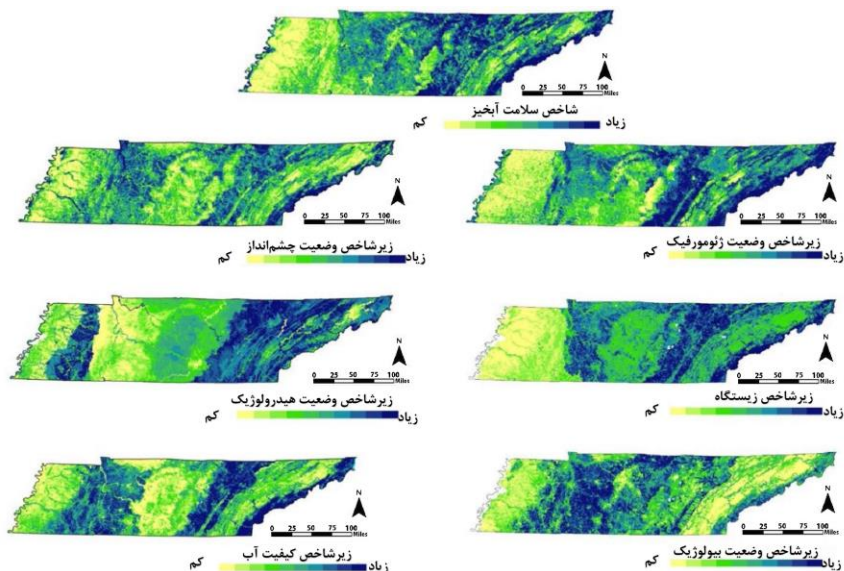 N
0 25 50 75 100
Miles
شاخص سلامت آبخیز
کم زیاد
N
0 25 50 75 100
Miles
زیرشاخص وضعیت چشم‌انداز
کم زیاد
N
0 25 50 75 100
Miles
زیرشاخص وضعیت ژئومورفیک
کم زیاد
N
0 25 50 75 100
Miles
زیرشاخص وضعیت هیدرولوژیک
کم زیاد
N
0 25 50 75 100
Miles
زیرشاخص زیستگاه
کم زیاد
N
0 25 50 75 100
Miles
زیرشاخص کیفیت آب
کم زیاد
N
0 25 50 75 100
Miles
زیرشاخص وضعیت بیولوژیک
کم زیاد